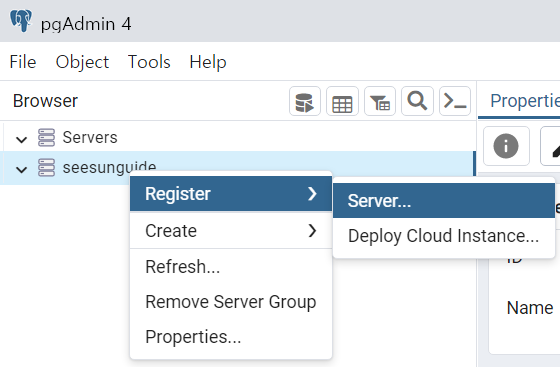 pgAdmin 4
File Object Tools Help
Browser
Properti
Servers
seesunguide
Register
Server...
Create
Deploy Cloud Instance...
Refresh...
ID
Remove Server Group
Name
Properties...